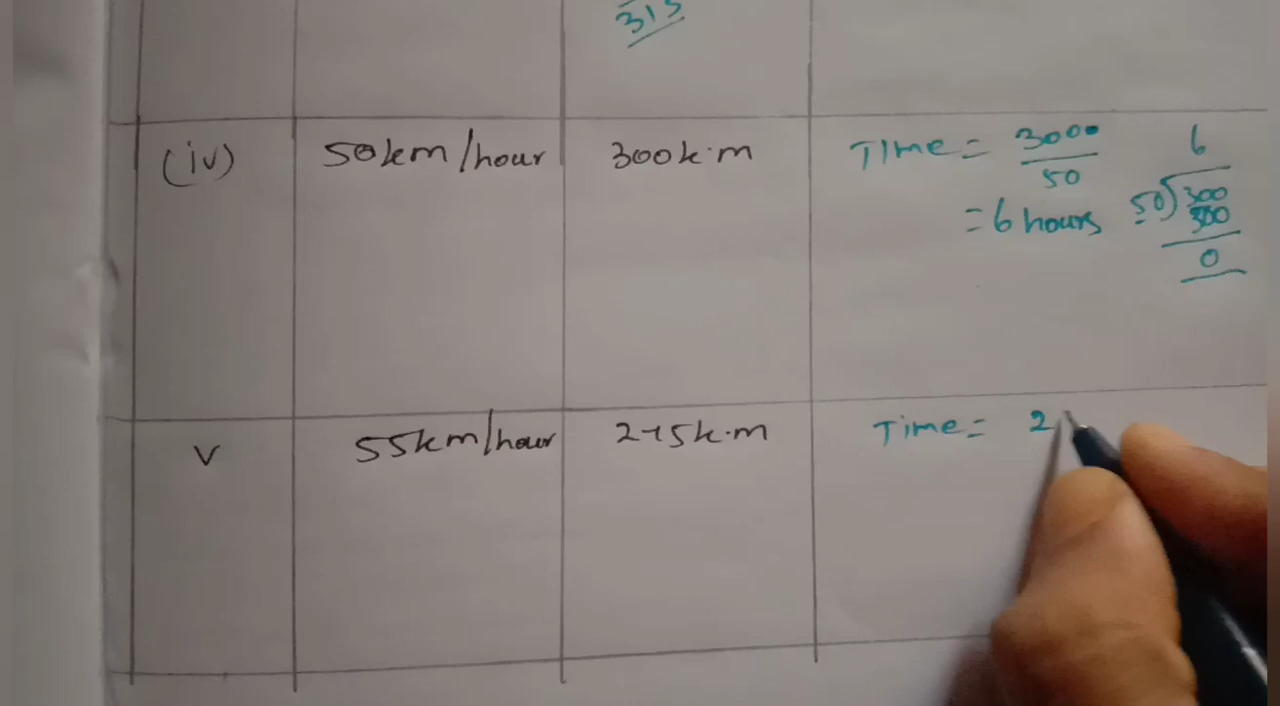 315
(iv) 50km/hour 300k.m Time = 3000/50 6
= 6 hours 50)300
300
0
v 55km/hour 275k.m Time = 2